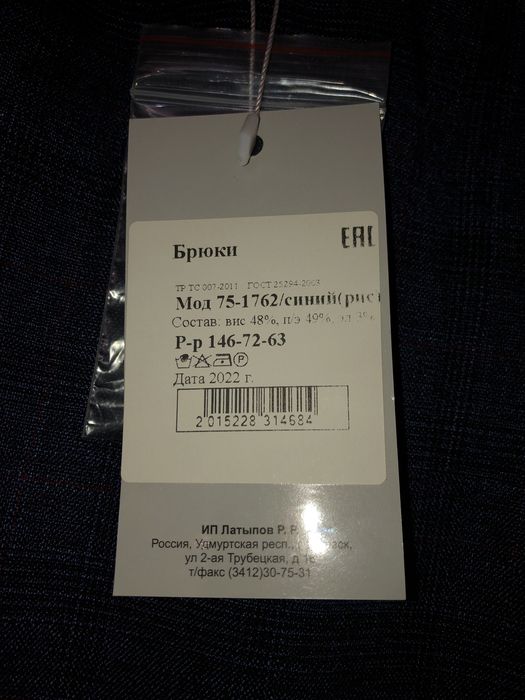 Брюки
ЕАС
ТР ТС 007-2011 ГОСТ 25294-2003
Мод 75-1762/синий(рис)
Состав: вис 48%, п/э 49%, эл 3%
Р-р 146-72-63
Дата 2022 г.
2 015228 314684
ИП Латыпов Р. Р.
Россия, Удмуртская респ.,
ул 2-ая Трубецкая, д
т/факс (3412)30-75-31